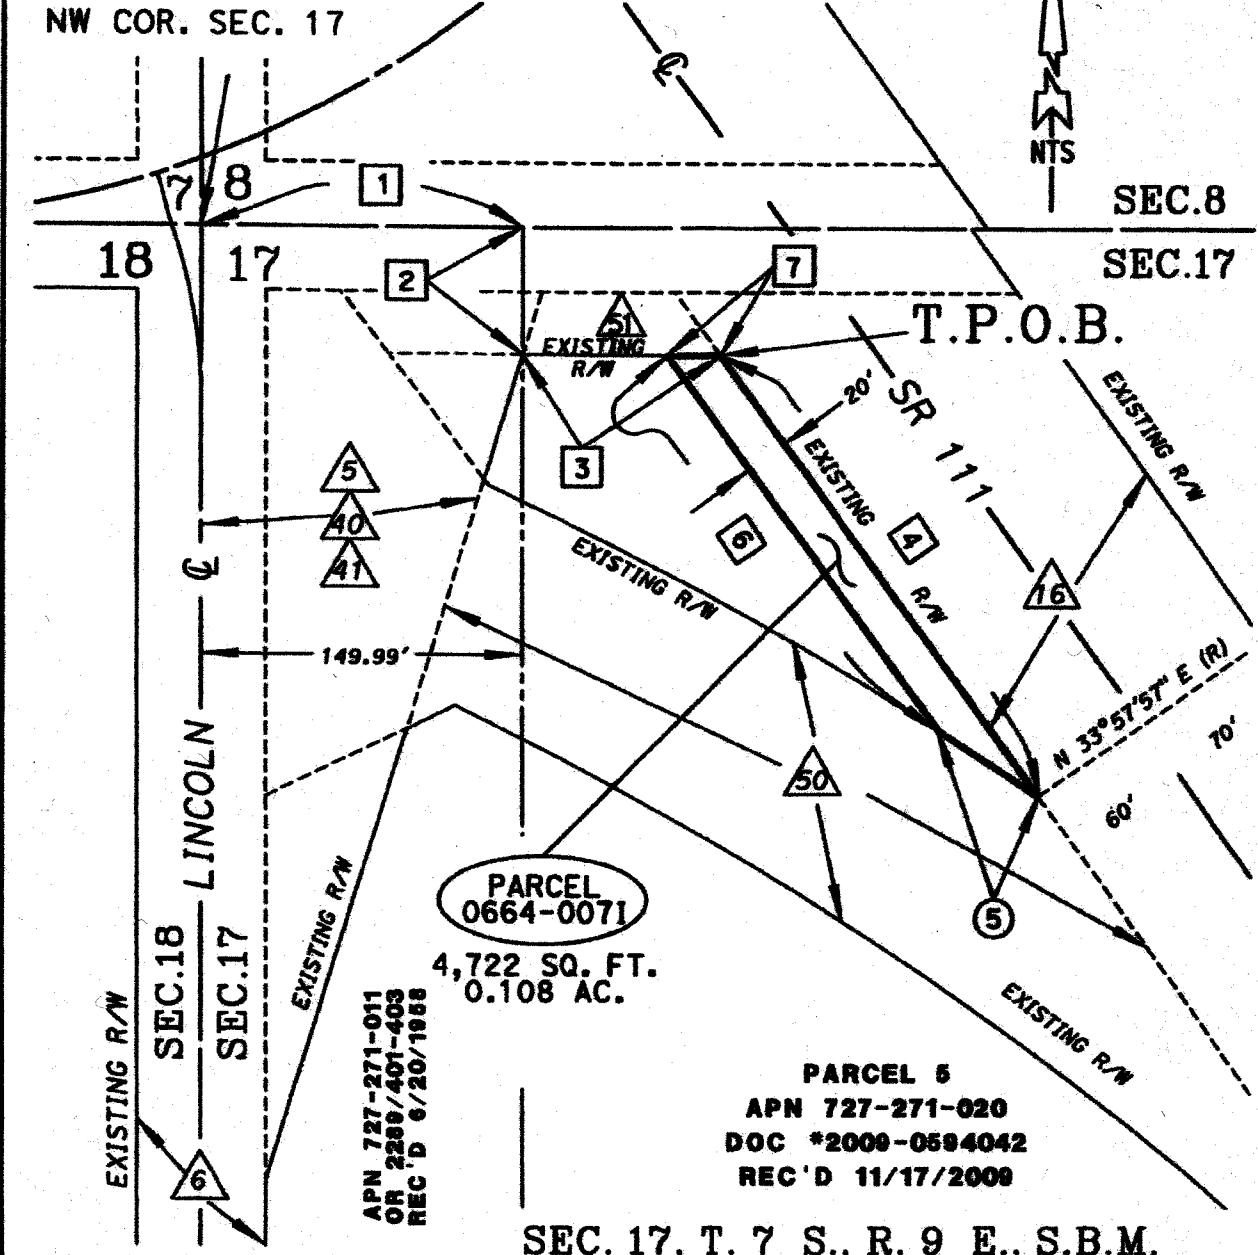 NW COR. SEC. 17
NTS
7
8
1
SEC.8
18
17
2
7
SEC.17
51
EXISTING
R/W
T.P.O.B.
20'
SR 111
EXISTING R/W
3
5
40
41
6
EXISTING R/W
4
EXISTING R/W
16
℄
℄
149.99'
N 33°57'57" E (R)
70'
60'
50
LINCOLN
EXISTING R/W
PARCEL
0664-007I
5
4,722 SQ. FT.
0.108 AC.
SEC.18
SEC.17
EXISTING R/W
APN 727-271-011
OR 2289/401-403
REC'D 6/20/1958
EXISTING R/W
PARCEL 5
APN 727-271-020
DOC *2009-0594042
REC'D 11/17/2009
6
SEC. 17, T. 7 S., R. 9 E., S.B.M.